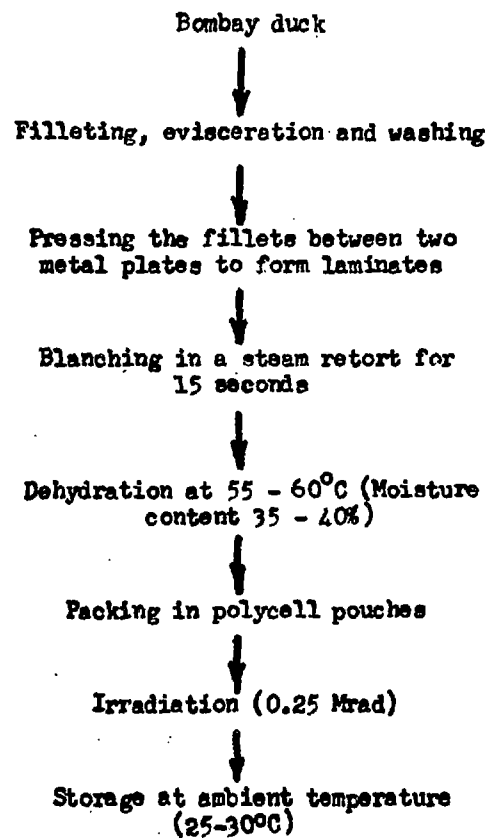 Bombay duck
Filleting, evisceration and washing
Pressing the fillets between two
metal plates to form laminates
Blanching in a steam retort for
15 seconds
Dehydration at 55 - 60°C (Moisture
content 35 - 40%)
Packing in polycell pouches
Irradiation (0.25 Mrad)
Storage at ambient temperature
(25-30°C)